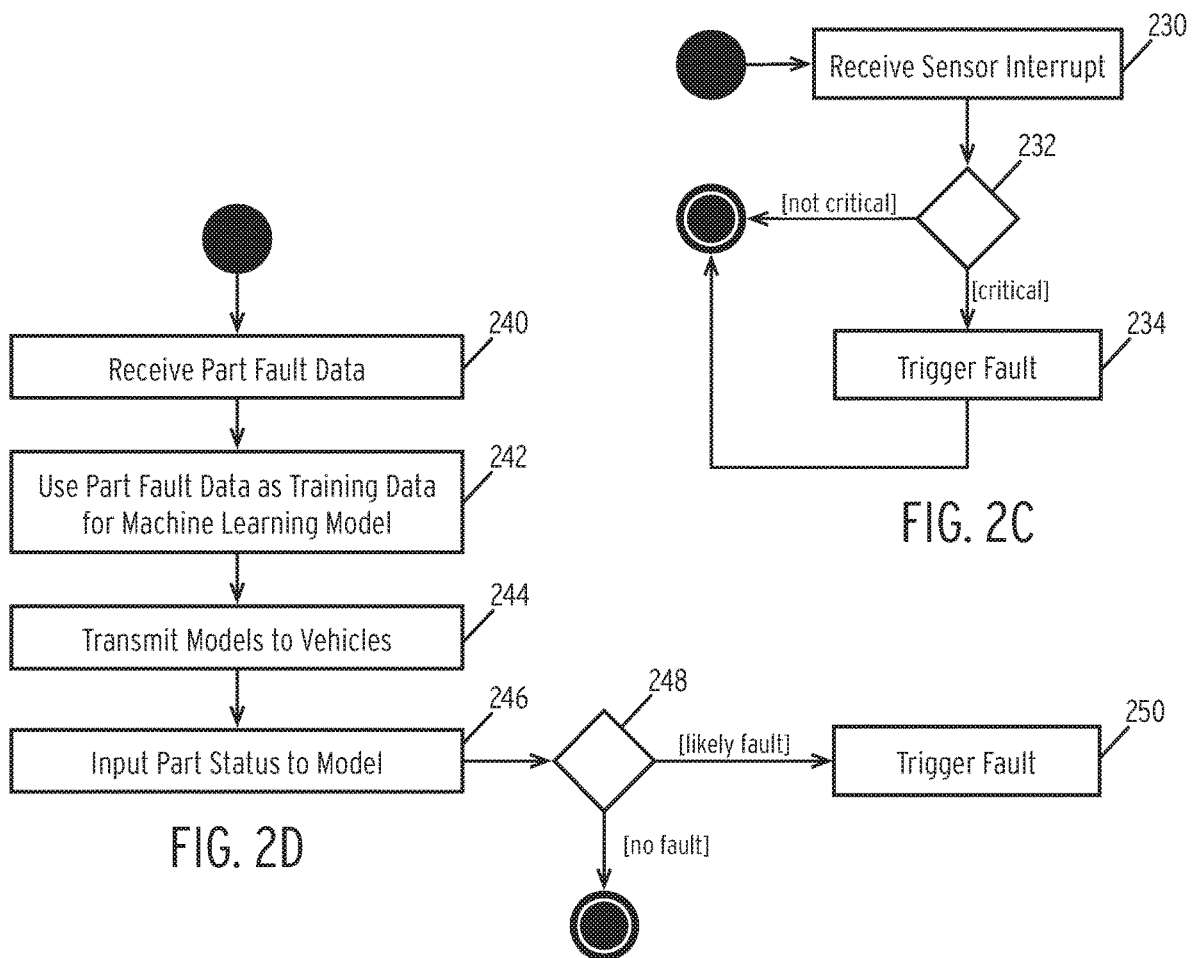 230
Receive Sensor Interrupt
232
[not critical]
[critical]
234
Trigger Fault
FIG. 2C
240
Receive Part Fault Data
242
Use Part Fault Data as Training Data
for Machine Learning Model
244
Transmit Models to Vehicles
246
Input Part Status to Model
248
[likely fault]
250
Trigger Fault
[no fault]
FIG. 2D